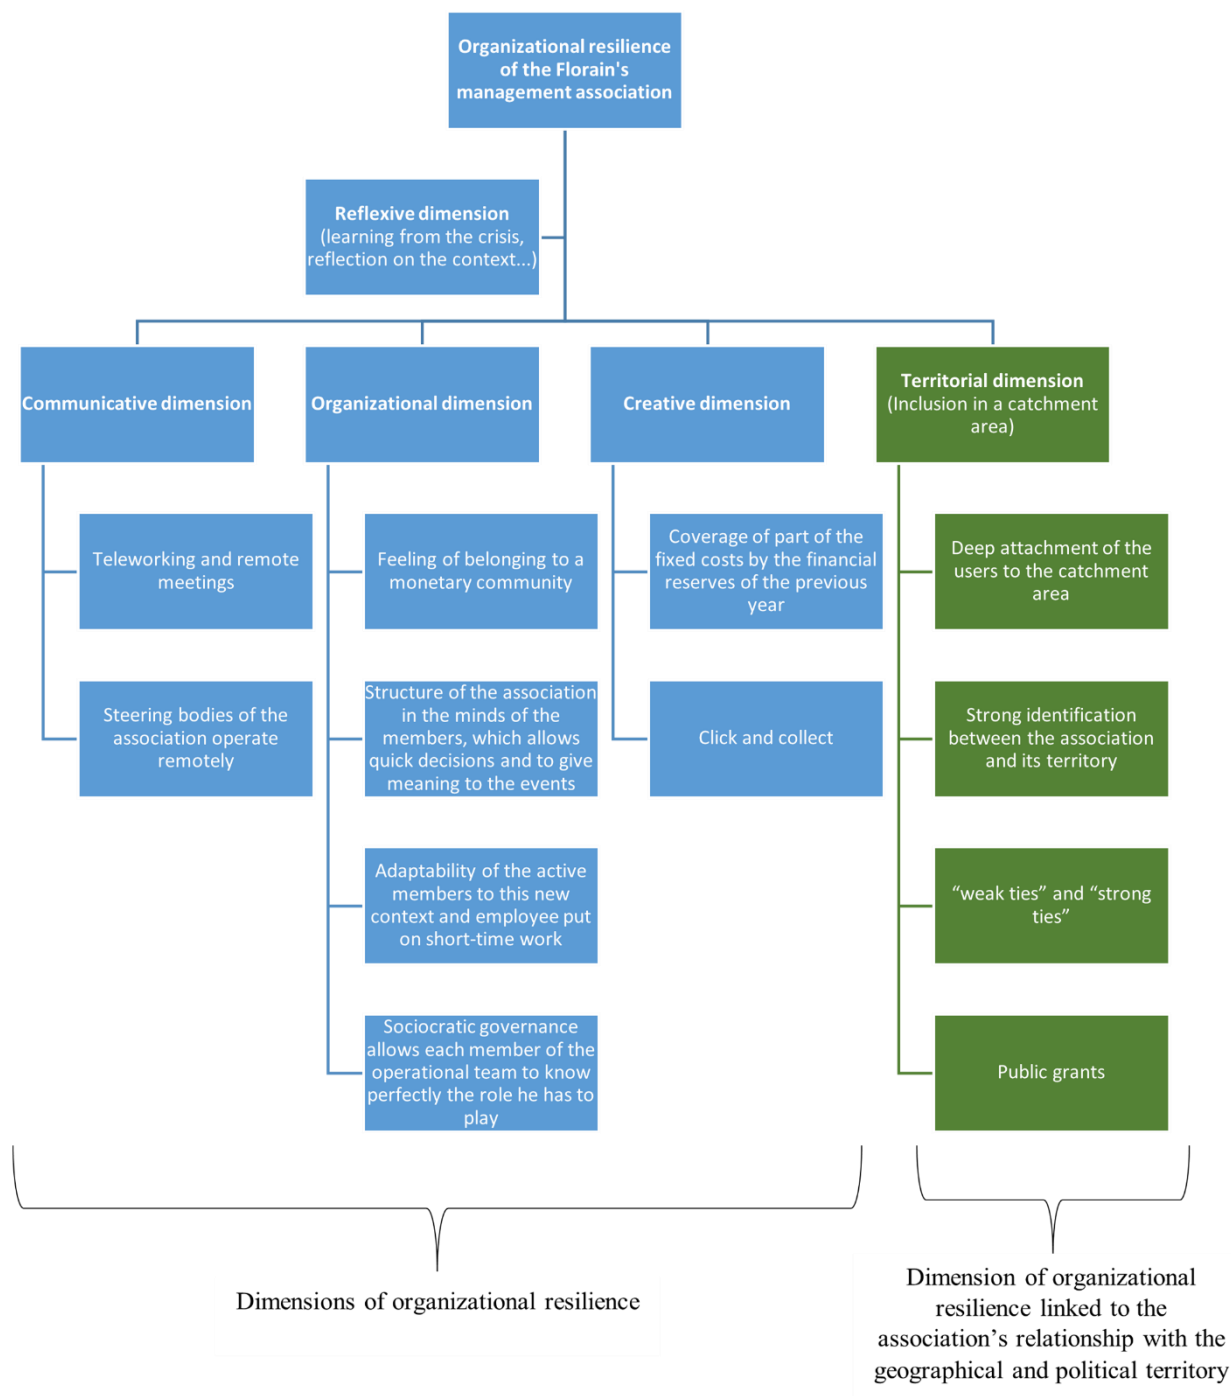 Organizational resilience
of the Florain's
management association
Reflexive dimension
(learning from the crisis,
reflection on the context...)
Communicative dimension
Organizational dimension
Creative dimension
Territorial dimension
(Inclusion in a catchment
area)
Teleworking and remote
meetings
Feeling of belonging to a
monetary community
Coverage of part of the
fixed costs by the financial
reserves of the previous
year
Deep attachment of the
users to the catchment
area
Steering bodies of the
association operate
remotely
Structure of the association
in the minds of the
members, which allows
quick decisions and to give
meaning to the events
Click and collect
Strong identification
between the association
and its territory
Adaptability of the active
members to this new
context and employee put
on short-time work
“weak ties” and “strong
ties”
Sociocratic governance
allows each member of the
operational team to know
perfectly the role he has to
play
Public grants
Dimensions of organizational resilience
Dimension of organizational
resilience linked to the
association’s relationship with the
geographical and political territory